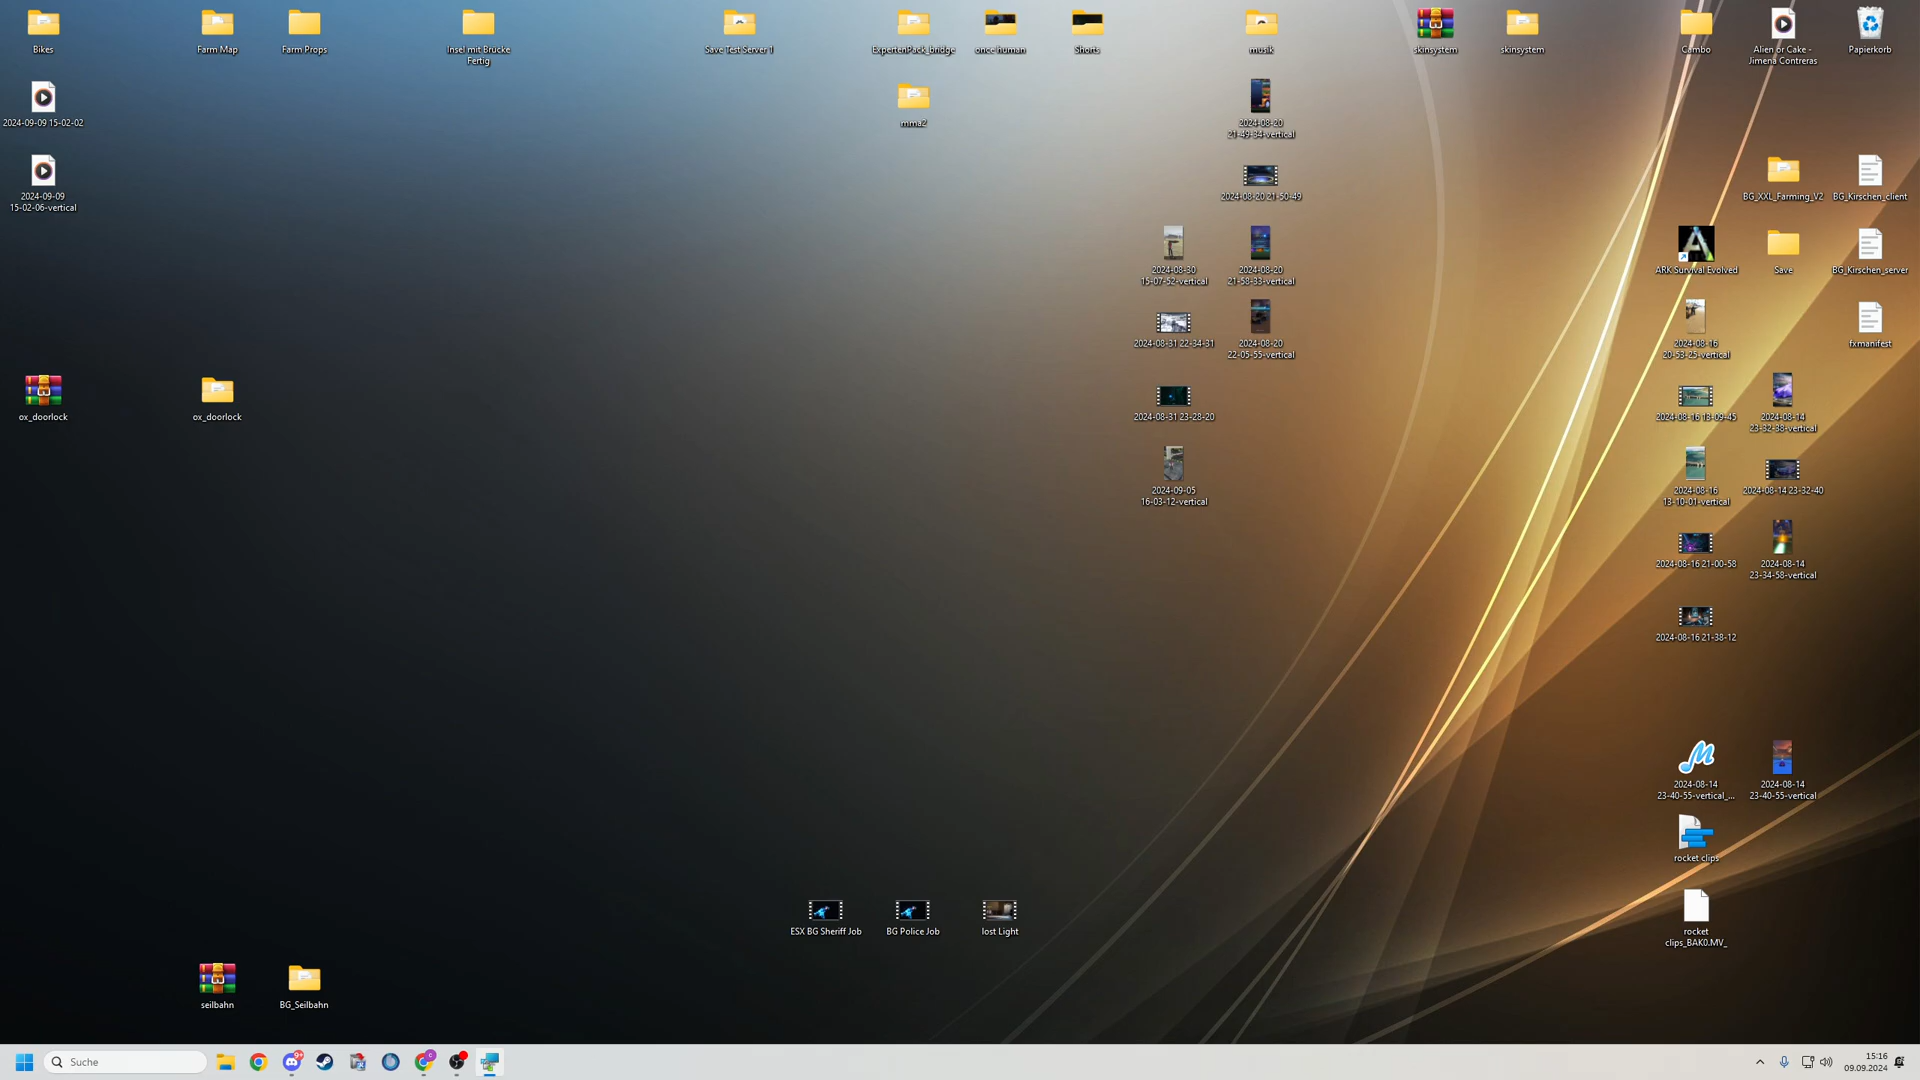 Bikes
Farm Map
Farm Props
Insel mit Brücke
Fertig
Save Test Server 1
ExpertenPack_bridge
once human
Shorts
musik
skinsystem
skinsystem
Cambo
Alien or Cake -
Jimena Contreras
Papierkorb
2024-09-09 15-02-02
mma2
2024-08-20
21-49-34-vertical
2024-09-09
15-02-06-vertical
2024-08-20 21-50-49
BG_XXL_Farming_V2
BG_Kirschen_client
2024-08-30
15-07-52-vertical
2024-08-20
21-58-33-vertical
ARK Survival Evolved
Save
BG_Kirschen_server
2024-08-31 22-34-31
2024-08-20
22-05-55-vertical
2024-08-16
20-53-25-vertical
fxmanifest
ox_doorlock
ox_doorlock
2024-08-31 23-28-20
2024-08-16 13-09-45
2024-08-14
23-32-38-vertical
2024-09-05
16-03-12-vertical
2024-08-16
13-10-01-vertical
2024-08-14 23-32-40
2024-08-16 21-00-58
2024-08-14
23-34-58-vertical
2024-08-16 21-38-12
2024-08-14
23-40-55-vertical_...
2024-08-14
23-40-55-vertical
rocket clips
ESX BG Sheriff Job
BG Police Job
lost Light
rocket
clips_BAK0.MV_
seilbahn
BG_Seilbahn
Suche
9+
15:16
09.09.2024